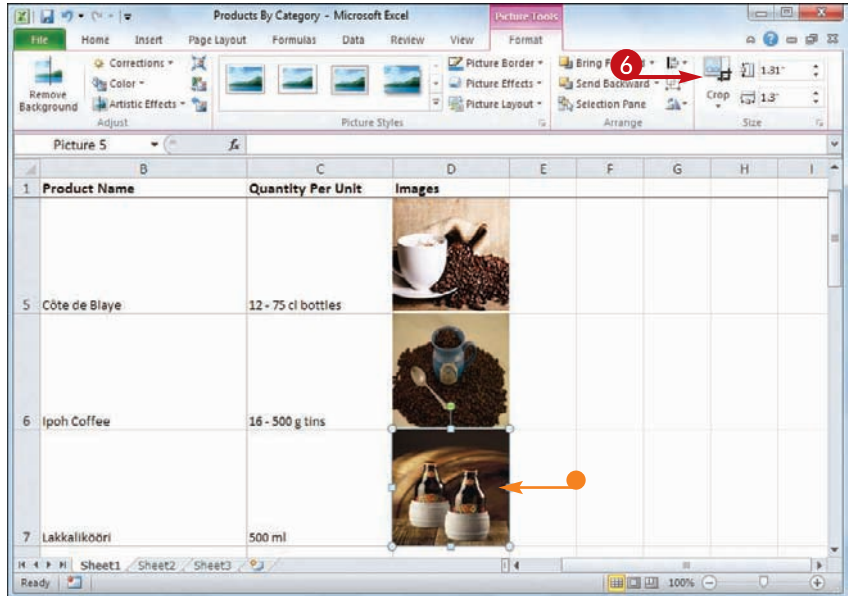 Products By Category - Microsoft Excel
Picture Tools
File Home Insert Page Layout Formulas Data Review View Format
Remove Background
Corrections
Color
Artistic Effects
Adjust
Picture Styles
Picture Border
Picture Effects
Picture Layout
Bring
Send Backward
Selection Pane
Arrange
6
Crop
1.31"
1.3"
Size
Picture 5
fx
B C D E F G H I
1 Product Name Quantity Per Unit Images
5 Côte de Blaye 12 - 75 cl bottles
6 Ipoh Coffee 16 - 500 g tins
7 Lakkalikööri 500 ml
Sheet1 Sheet2 Sheet3
Ready
100%